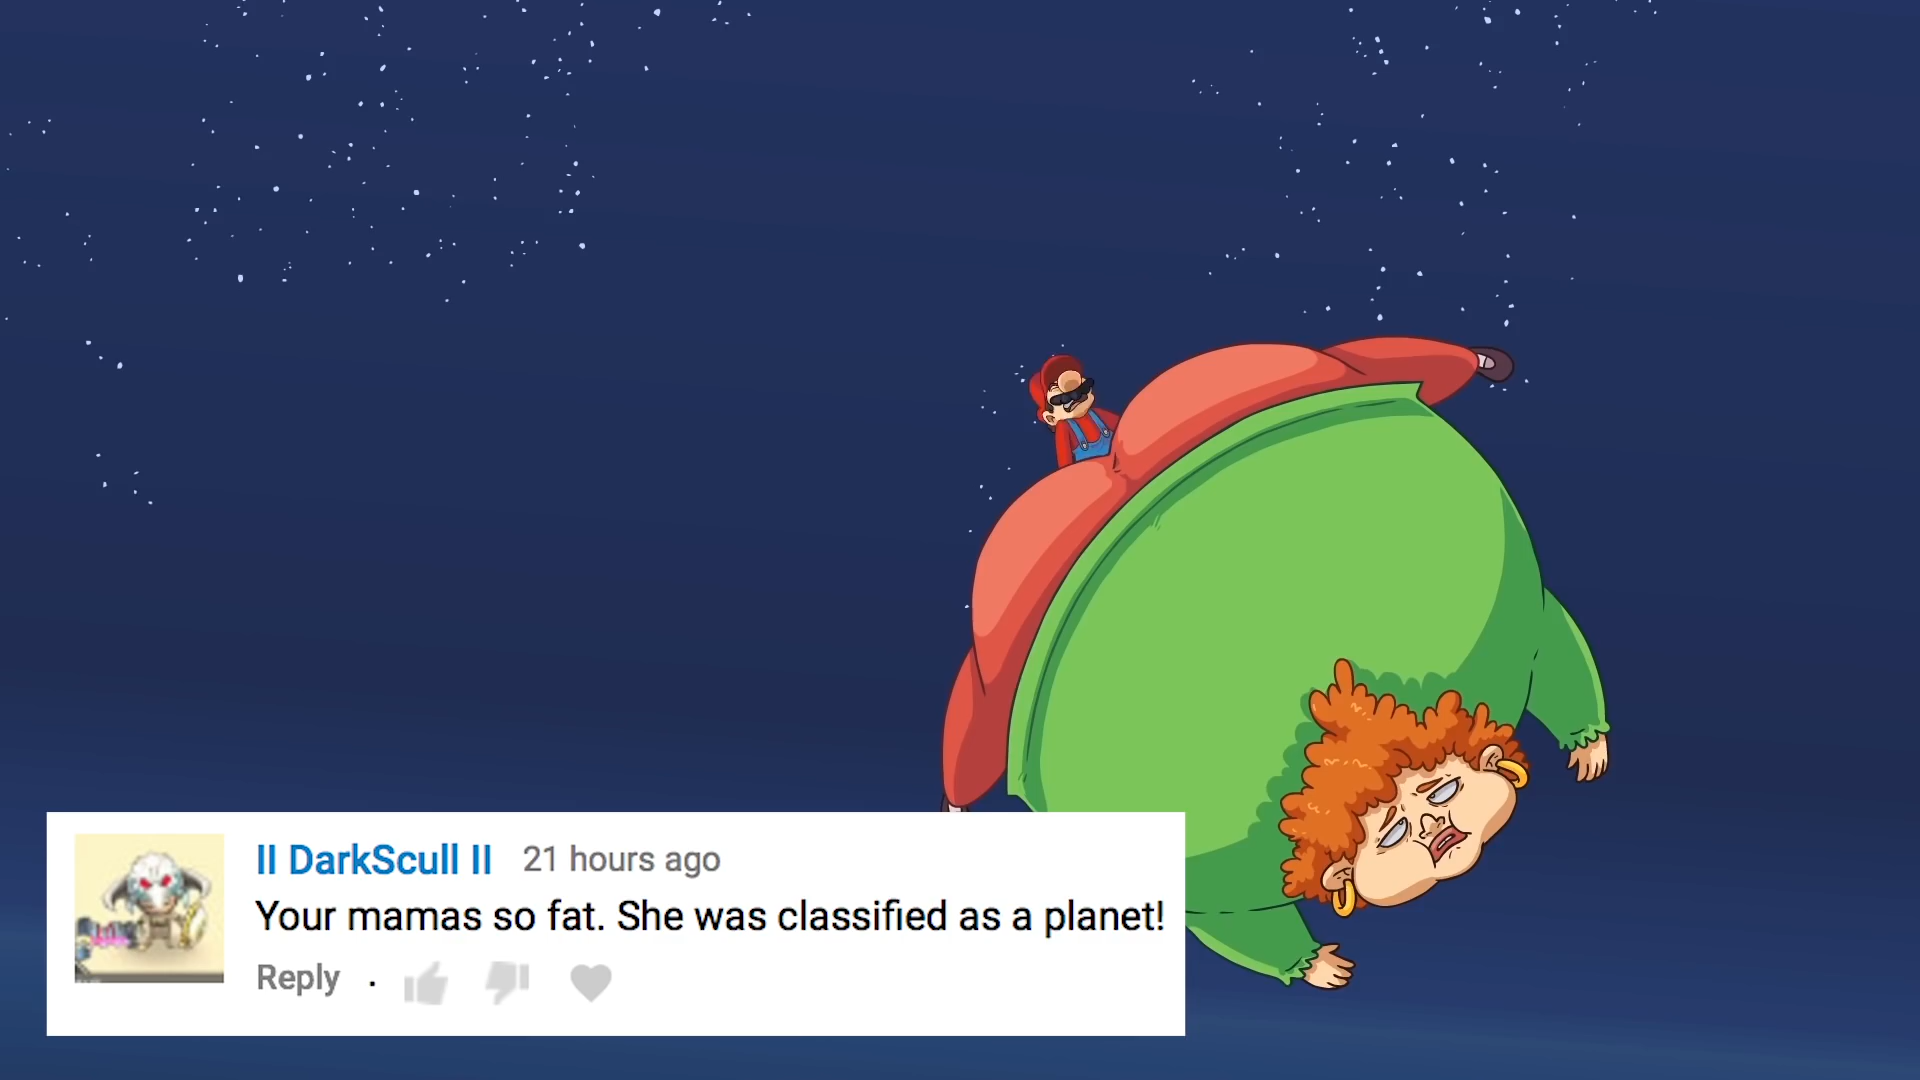 II DarkScull II 21 hours ago
Your mamas so fat. She was classified as a planet!
Reply .